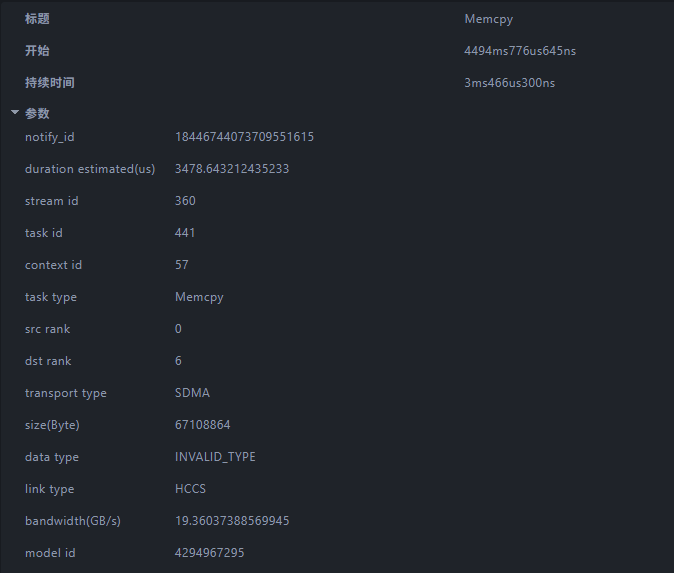 标题 Memcpy
开始 4494ms776us645ns
持续时间 3ms466us300ns
参数
notify_id 18446744073709551615
duration estimated(us) 3478.643212435233
stream id 360
task id 441
context id 57
task type Memcpy
src rank 0
dst rank 6
transport type SDMA
size(Byte) 67108864
data type INVALID_TYPE
link type HCCS
bandwidth(GB/s) 19.36037388569945
model id 4294967295